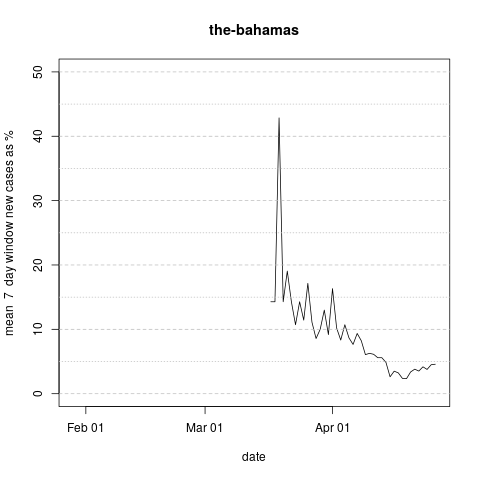 the-bahamas
mean 7 day window new cases as %
50
40
30
20
10
0
Feb 01
Mar 01
Apr 01
date